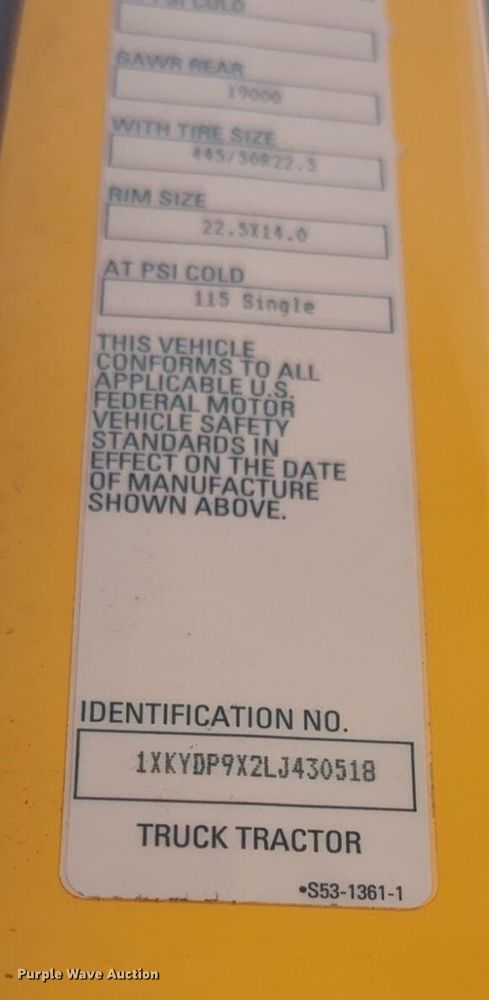 PSI COLD
GAWR REAR
19000
WITH TIRE SIZE
445/50R22.5
RIM SIZE
22.5X14.0
AT PSI COLD
115 Single
THIS VEHICLE
CONFORMS TO ALL
APPLICABLE U.S.
FEDERAL MOTOR
VEHICLE SAFETY
STANDARDS IN
EFFECT ON THE DATE
OF MANUFACTURE
SHOWN ABOVE.
IDENTIFICATION NO.
1XKYDP9X2LJ430518
TRUCK TRACTOR
•S53-1361-1
Purple Wave Auction